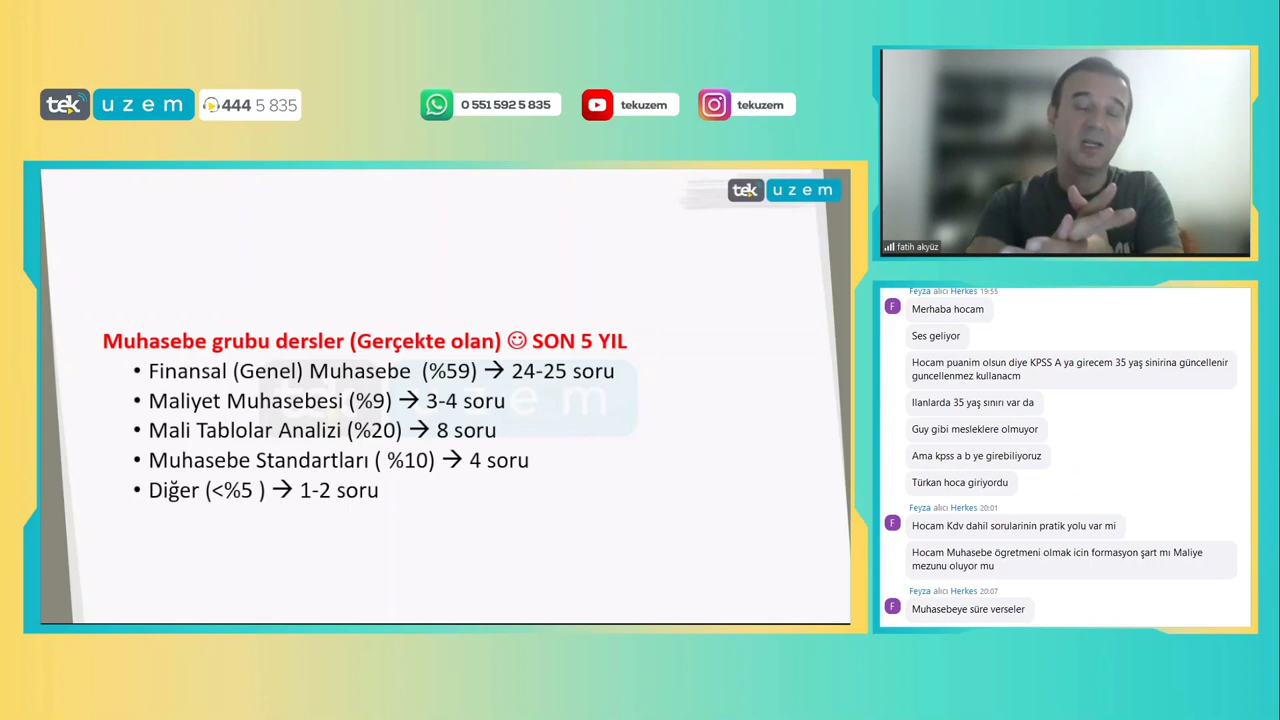 tek uzem 444 5 835
0 551 592 5 835
tekuzem
tekuzem
tek uzem
Muhasebe grubu dersler (Gerçekte olan) ☺ SON 5 YIL
• Finansal (Genel) Muhasebe (%59) → 24-25 soru
• Maliyet Muhasebesi (%9) → 3-4 soru
• Mali Tablolar Analizi (%20) → 8 soru
• Muhasebe Standartları ( %10) → 4 soru
• Diğer (<%5 ) → 1-2 soru
tek uzem
fatih akyüz
Feyza alıcı Herkes 19:55
F
Merhaba hocam
Ses geliyor
Hocam puanim olsun diye KPSS A ya girecem 35 yaş sinirina güncellenir
guncellenmez kullanacm
Ilanlarda 35 yaş sınırı var da
Guy gibi mesleklere olmuyor
Ama kpss a b ye girebiliyoruz
Türkan hoca giriyordu
Feyza alıcı Herkes 20:01
F
Hocam Kdv dahil sorularinin pratik yolu var mi
Hocam Muhasebe ögretmeni olmak icin formasyon şart mı Maliye
mezunu oluyor mu
Feyza alıcı Herkes 20:07
F
Muhasebeye süre verseler